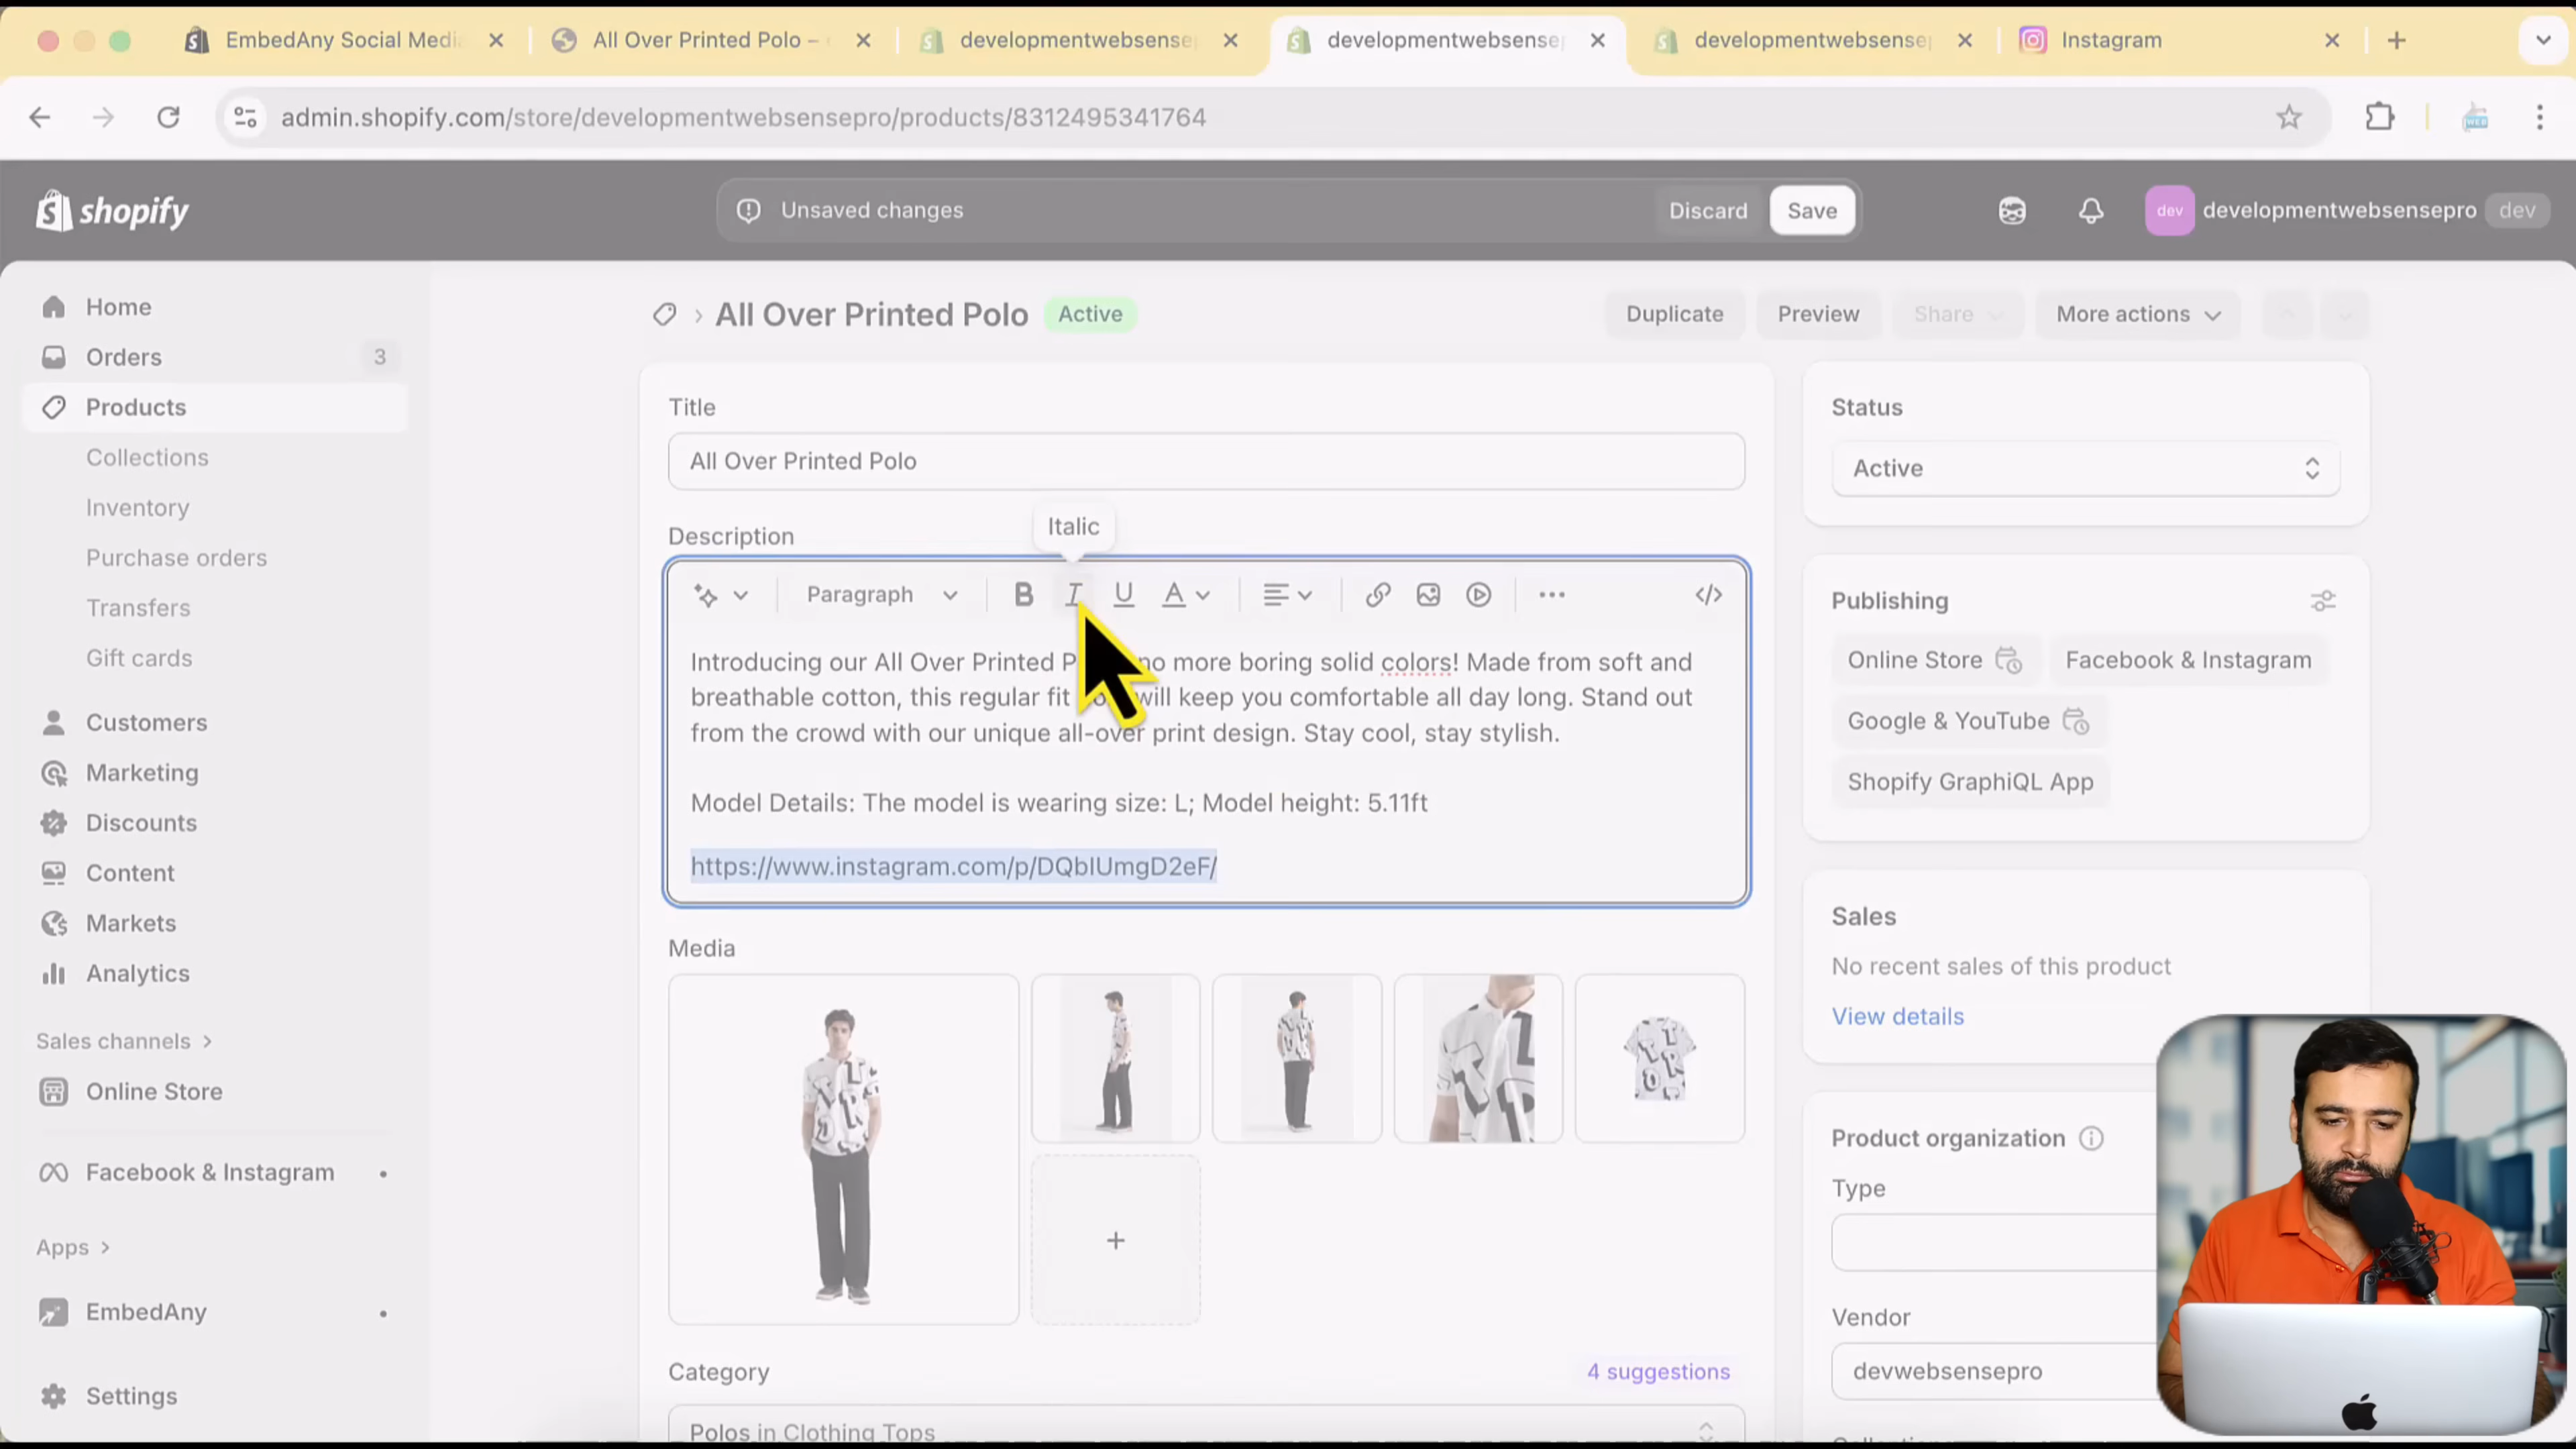 EmbedAny Social Medi
All Over Printed Polo –
developmentwebsense
developmentwebsense
developmentwebsense
Instagram
admin.shopify.com/store/developmentwebsensepro/products/8312495341764
shopify
Unsaved changes
Discard
Save
dev
developmentwebsensepro
dev
Home
Orders
3
Products
Collections
Inventory
Purchase orders
Transfers
Gift cards
Customers
Marketing
Discounts
Content
Markets
Analytics
Sales channels
Online Store
Facebook & Instagram
Apps
EmbedAny
Settings
All Over Printed Polo
Active
Duplicate
Preview
Share
More actions
Title
All Over Printed Polo
Description
Italic
Paragraph
B
I
U
A
Introducing our All Over Printed P no more boring solid colors! Made from soft and
breathable cotton, this regular fit will keep you comfortable all day long. Stand out
from the crowd with our unique all-over print design. Stay cool, stay stylish.
Model Details: The model is wearing size: L; Model height: 5.11ft
https://www.instagram.com/p/DQbIUmgD2eF/
Media
Category
4 suggestions
Polos in Clothing Tops
Status
Active
Publishing
Online Store
Facebook & Instagram
Google & YouTube
Shopify GraphiQL App
Sales
No recent sales of this product
View details
Product organization
Type
Vendor
devwebsensepro